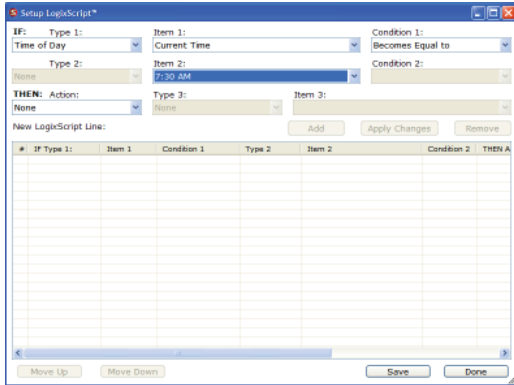 Setup LogixScript™
IF: Type 1: Item 1: Condition 1:
Time of Day Current Time Becomes Equal to
Type 2: Item 2: Condition 2:
None 7:30 AM
THEN: Action: Type 3: Item 3:
None None
New LogixScript Line: Add Apply Changes Remove
# IF Type 1: Item 1 Condition 1 Type 2 Item 2 Condition 2 THEN A
Move Up Move Down Save Done